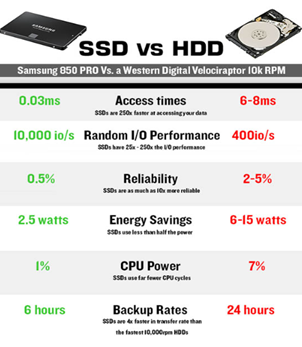 SAMSUNG
SSD vs HDD
Samsung 850 PRO Vs. a Western Digital Velociraptor 10k RPM
0.03ms Access times 6-8ms
SSDs are 250x faster at accessing your data
10,000 io/s Random I/O Performance 400io/s
SSDs have 25x - 250x the I/O performance
0.5% Reliability 2-5%
SSDs are as much as 10x more reliable
2.5 watts Energy Savings 6-15 watts
SSDs use less than half the power
1% CPU Power 7%
SSDs use far fewer CPU cycles
6 hours Backup Rates 24 hours
SSDs are 4x faster in transfer rate than
the fastest 10,000rpm HDDs